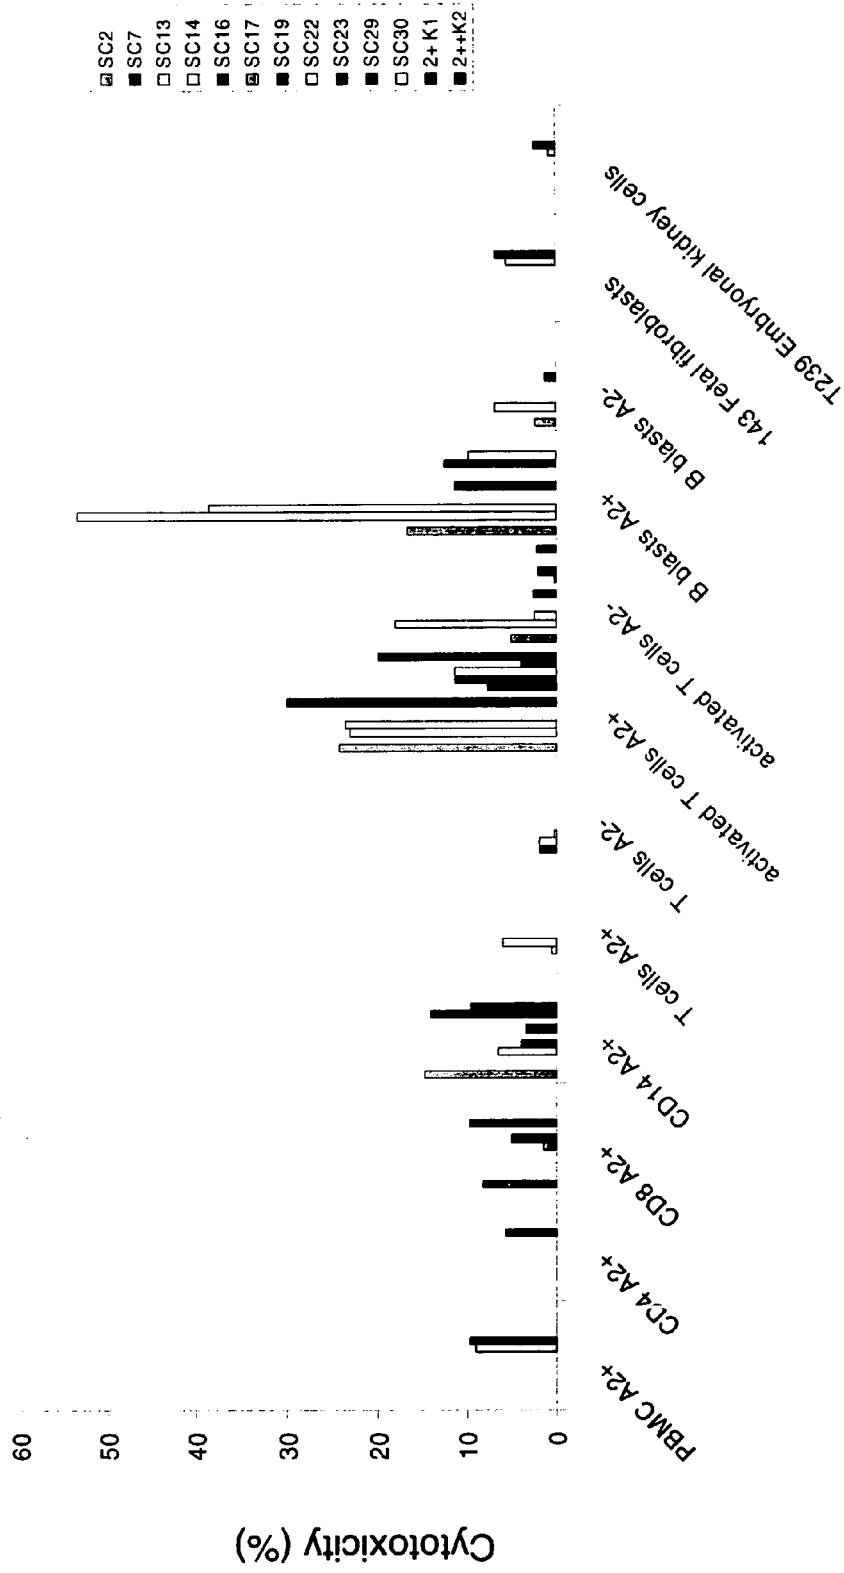 Cytotoxicity (%)
60
50
40
30
20
10
0
PBMC A2+
CD4 A2+
CD8 A2+
CD14 A2+
T cells A2+
T cells A2-
activated T cells A2+
activated T cells A2-
B blasts A2+
B blasts A2-
143 Fetal fibroblasts
T239 Embryonal kidney cells
SC2
SC7
SC13
SC14
SC16
SC17
SC19
SC22
SC23
SC29
SC30
2+ K1
2++K2